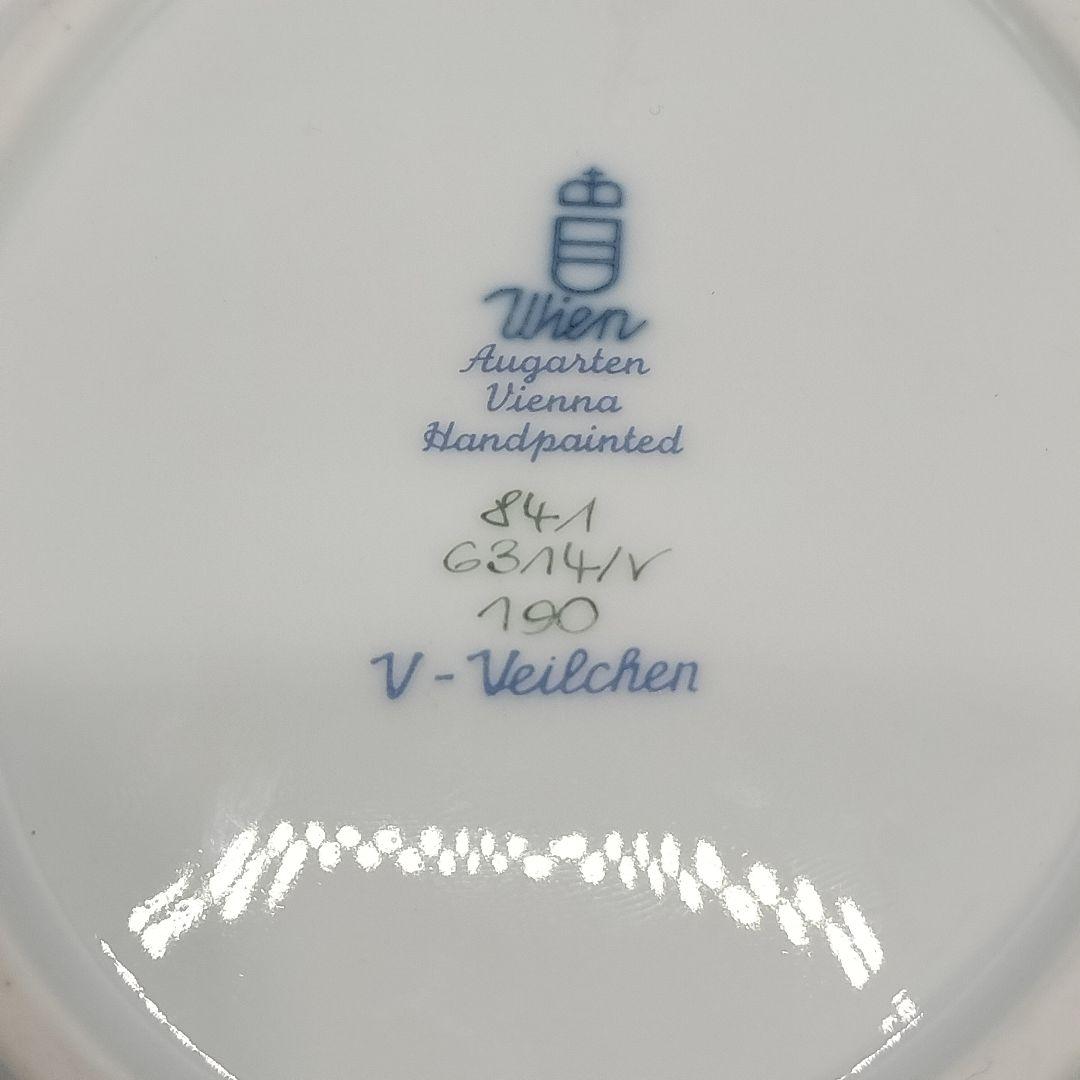 Wien
Augarten
Vienna
Handpainted
841
6314/V
190
V - Veilchen